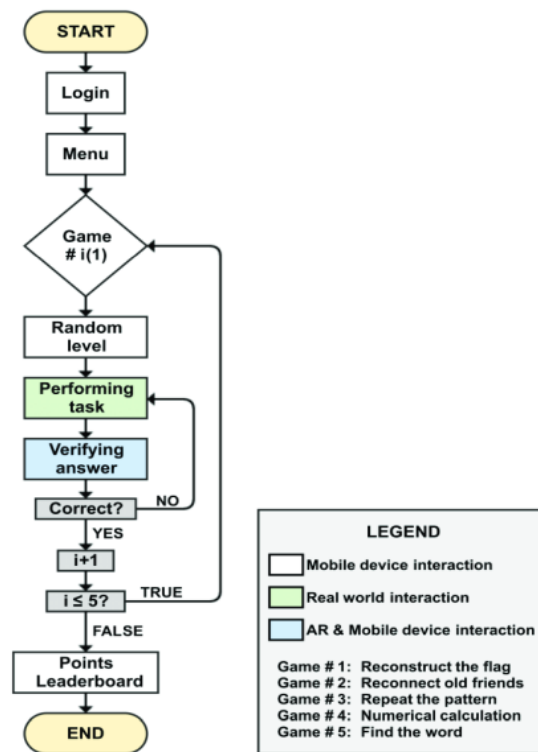 START
Login
Menu
Game
# i(1)
Random
level
Performing
task
Verifying
answer
Correct?
NO
YES
i+1
i ≤ 5?
TRUE
FALSE
Points
Leaderboard
END
LEGEND
Mobile device interaction
Real world interaction
AR & Mobile device interaction
Game # 1: Reconstruct the flag
Game # 2: Reconnect old friends
Game # 3: Repeat the pattern
Game # 4: Numerical calculation
Game # 5: Find the word